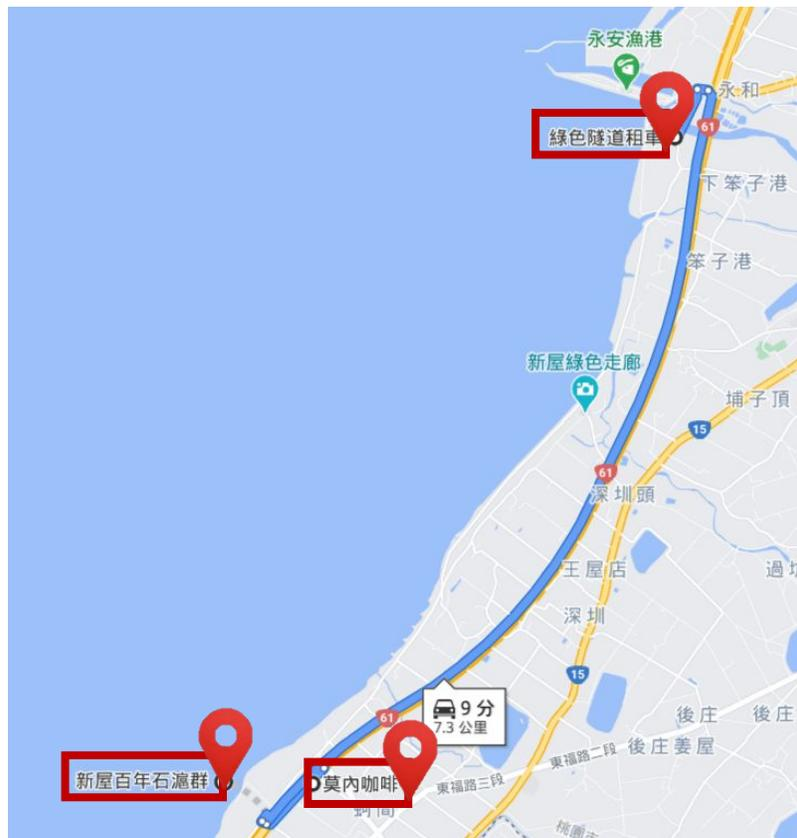 永安漁港
永和
61
綠色隧道租車
下笨子港
笨子港
新屋綠色走廊
埔子頂
15
61
深圳頭
王屋店
深圳
15
9 分
7.3 公里
61
後庄
後庄
後庄姜屋
東福路二段
新屋百年石滬群
莫內咖啡
東福路三段